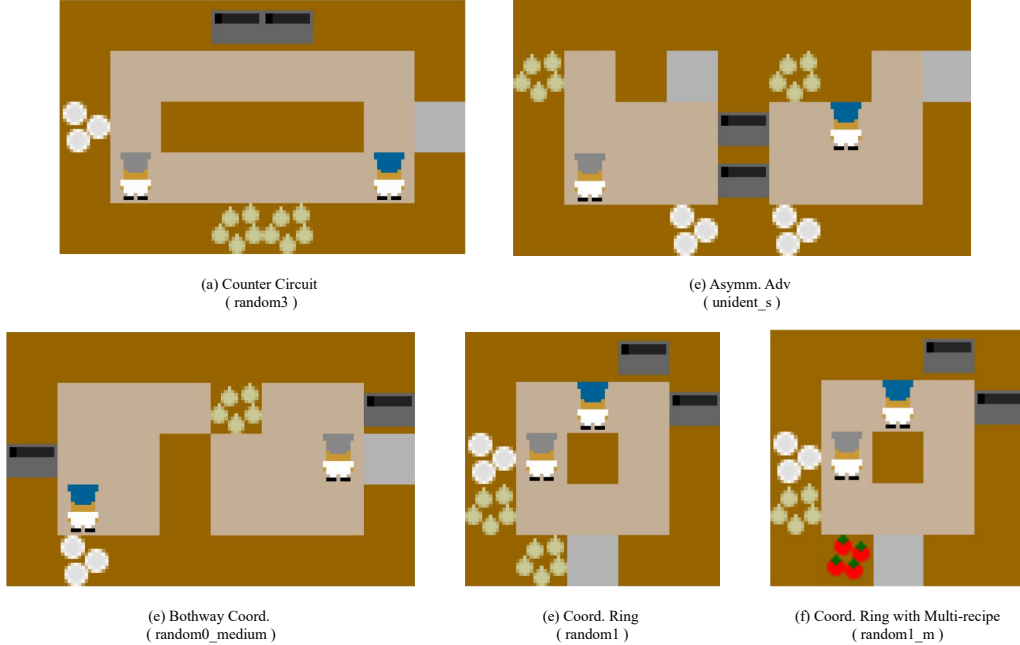 (a) Counter Circuit
( random3 )
(e) Asymm. Adv
( unident_s )
(e) Bothway Coord.
( random0_medium )
(e) Coord. Ring
( random1 )
(f) Coord. Ring with Multi-recipe
( random1_m )